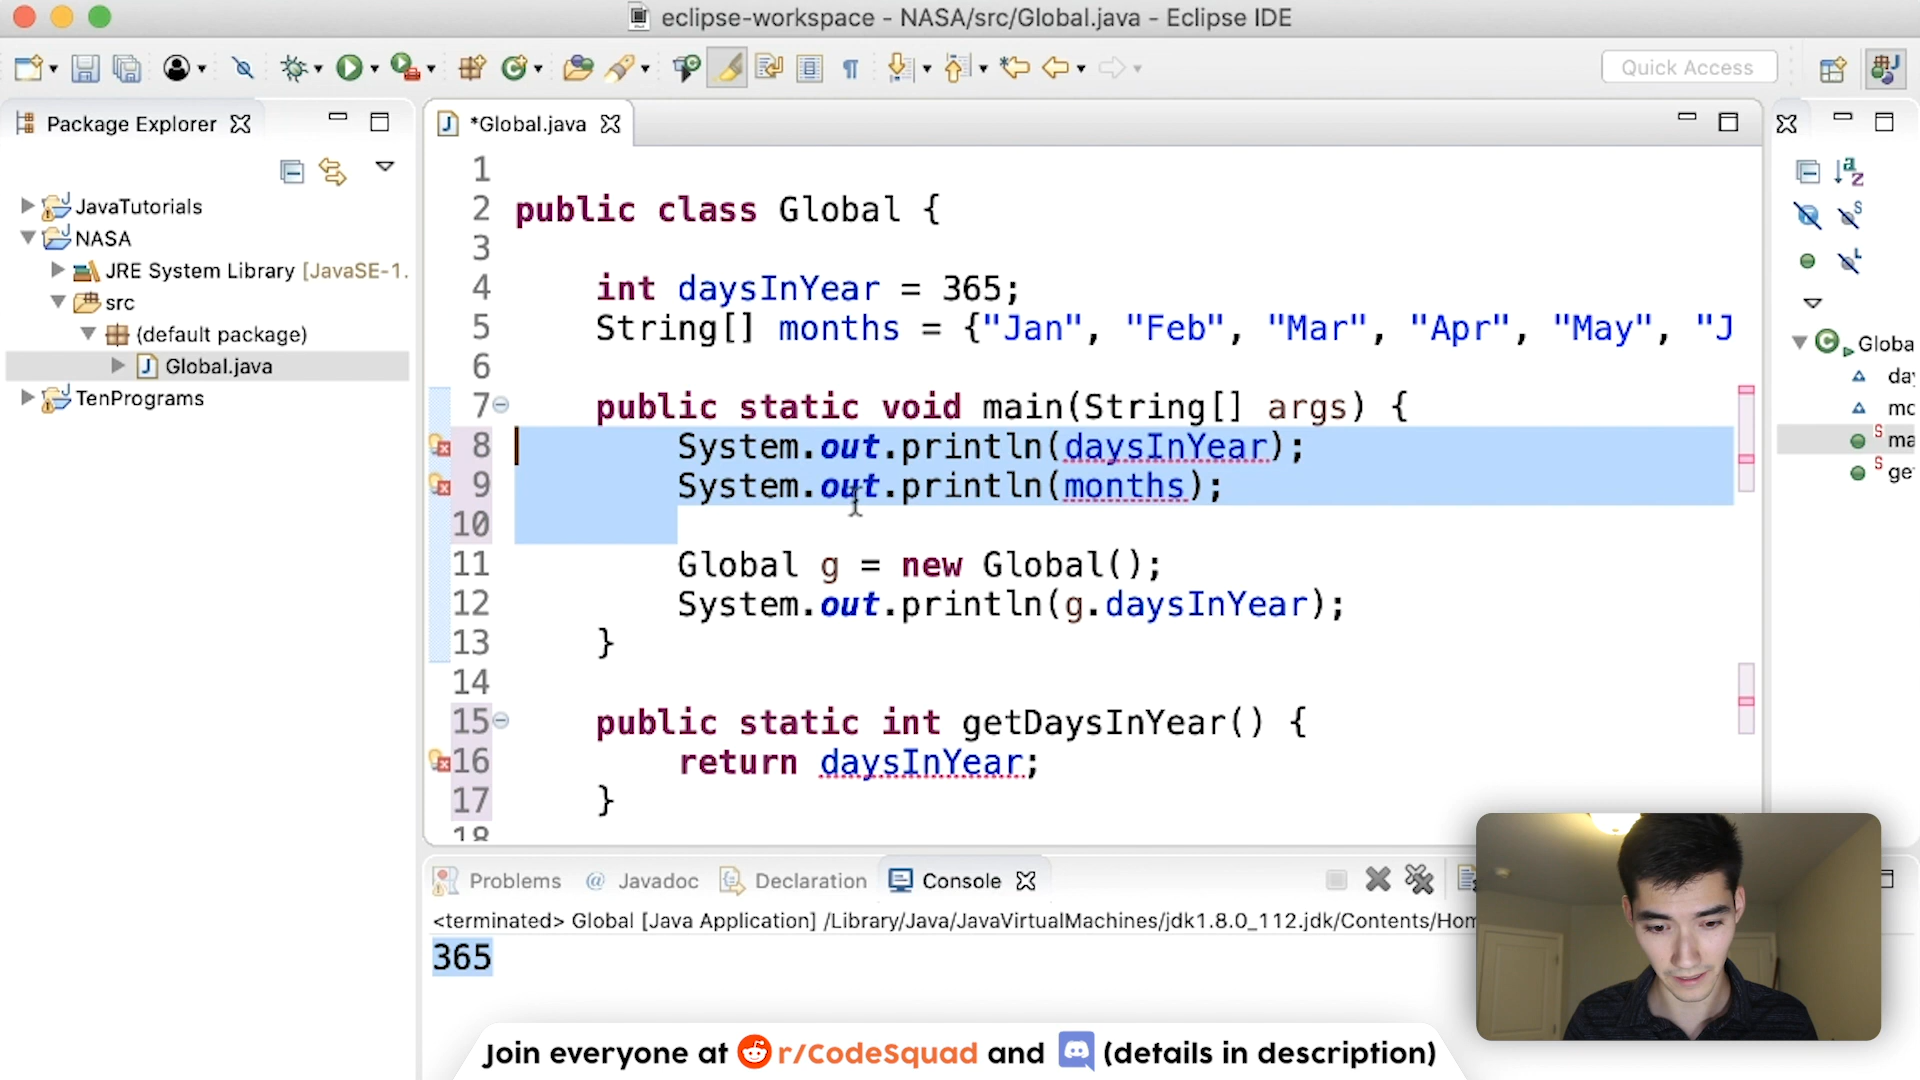 eclipse-workspace - NASA/src/Global.java - Eclipse IDE
Quick Access
Package Explorer
*Global.java
JavaTutorials
NASA
JRE System Library [JavaSE-1.
src
(default package)
Global.java
TenPrograms
1
2 public class Global {
3
4 int daysInYear = 365;
5 String[] months = {"Jan", "Feb", "Mar", "Apr", "May", "J
6
7 public static void main(String[] args) {
8 System.out.println(daysInYear);
9 System.out.println(months);
10
11 Global g = new Global();
12 System.out.println(g.daysInYear);
13 }
14
15 public static int getDaysInYear() {
16 return daysInYear;
17 }
18
Globa
da
mo
ma
ge
Problems @ Javadoc Declaration Console
<terminated> Global [Java Application] /Library/Java/JavaVirtualMachines/jdk1.8.0_112.jdk/Contents/Hom
365
Join everyone at r/CodeSquad and (details in description)